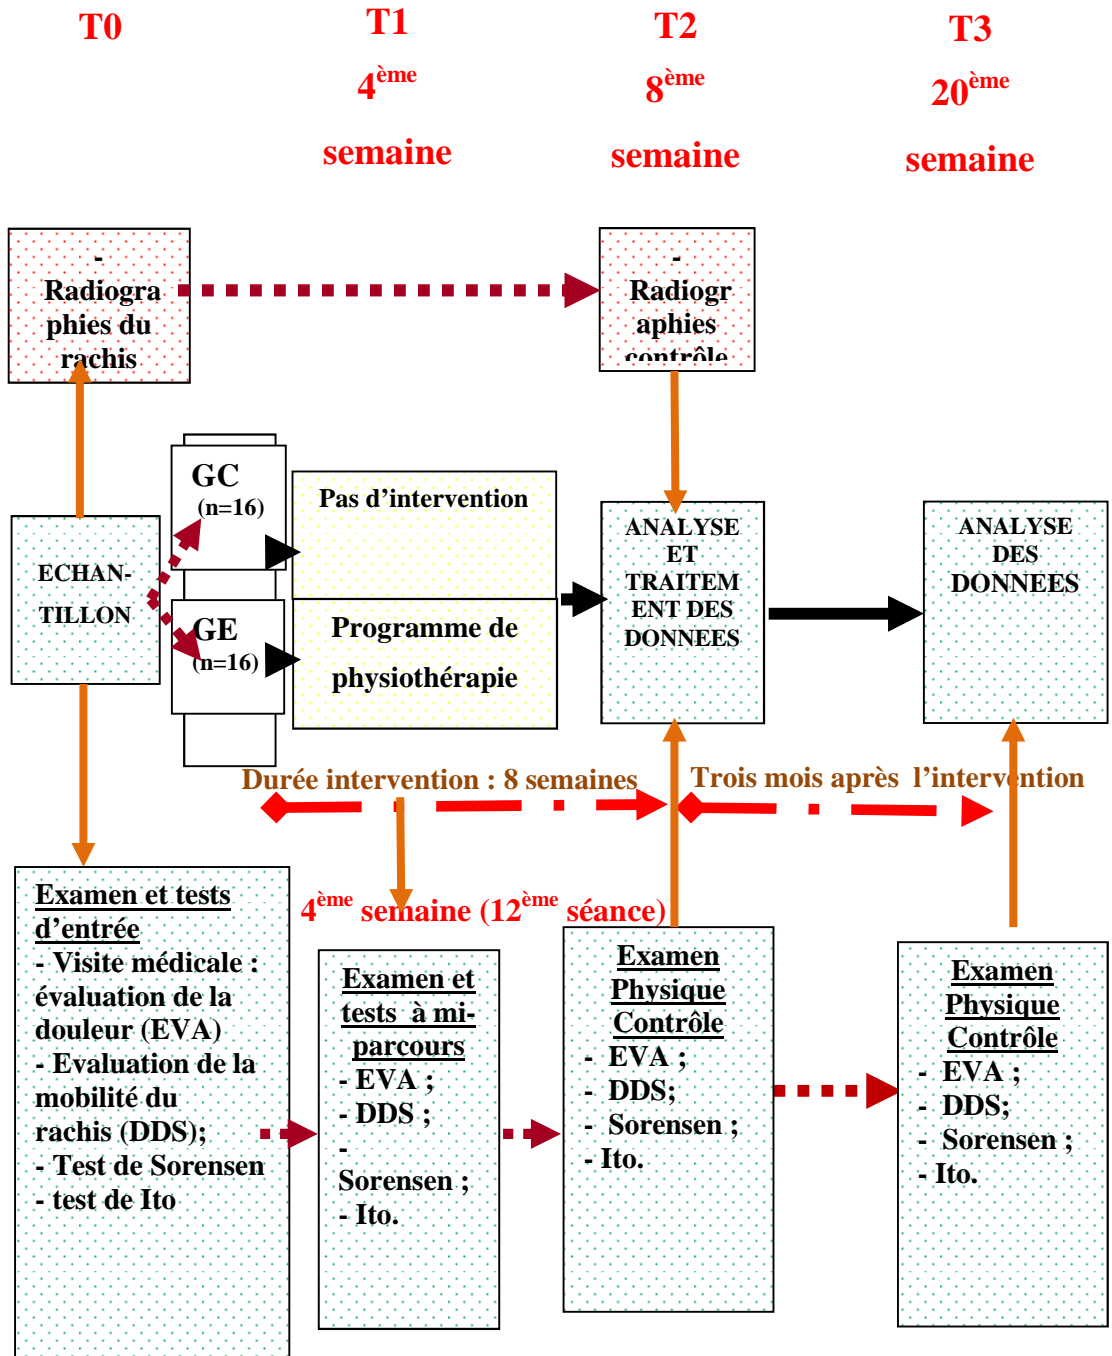 T0
T1
4ème
semaine
T2
8ème
semaine
T3
20ème
semaine
-
Radiogra
phies du
rachis
-
Radiogr
aphies
contrôle
GC
(n=16)
Pas d’intervention
ECHAN-
TILLON
GE
(n=16)
Programme de
physiothérapie
ANALYSE
ET
TRAITEM
ENT DES
DONNEES
ANALYSE
DES
DONNEES
Durée intervention : 8 semaines
Trois mois après l’intervention
4ème semaine (12ème séance)
Examen et tests
d’entrée
- Visite médicale :
évaluation de la
douleur (EVA)
- Evaluation de la
mobilité du
rachis (DDS);
- Test de Sorensen
- test de Ito
Examen et
tests à mi-
parcours
- EVA ;
- DDS ;
-
Sorensen ;
- Ito.
Examen
Physique
Contrôle
- EVA ;
- DDS;
- Sorensen ;
- Ito.
Examen
Physique
Contrôle
- EVA ;
- DDS;
- Sorensen ;
- Ito.